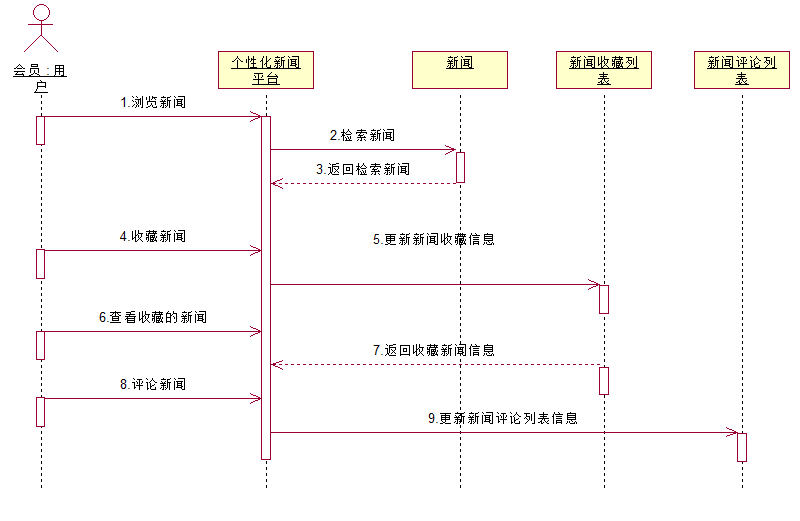 会员 : 用
户
个性化新闻
平台
新闻
新闻收藏列
表
新闻评论列
表
1.浏览新闻
2.检索新闻
3.返回检索新闻
4.收藏新闻
5.更新新闻收藏信息
6.查看收藏的新闻
7.返回收藏新闻信息
8.评论新闻
9.更新新闻评论列表信息